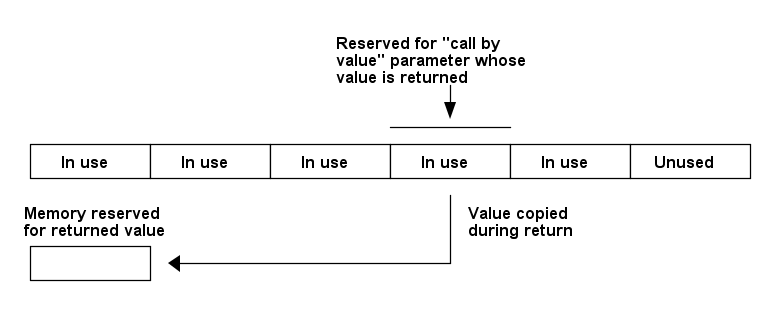 Reserved for "call by
value" parameter whose
value is returned
In use In use In use In use In use Unused
Memory reserved
for returned value
Value copied
during return